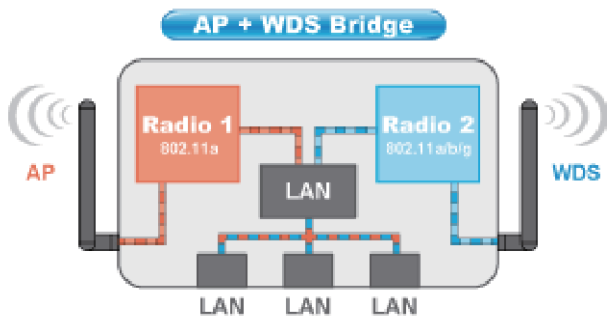 AP + WDS Bridge
Radio 1
802.11a
Radio 2
802.11a/b/g
AP
WDS
LAN
LAN
LAN
LAN